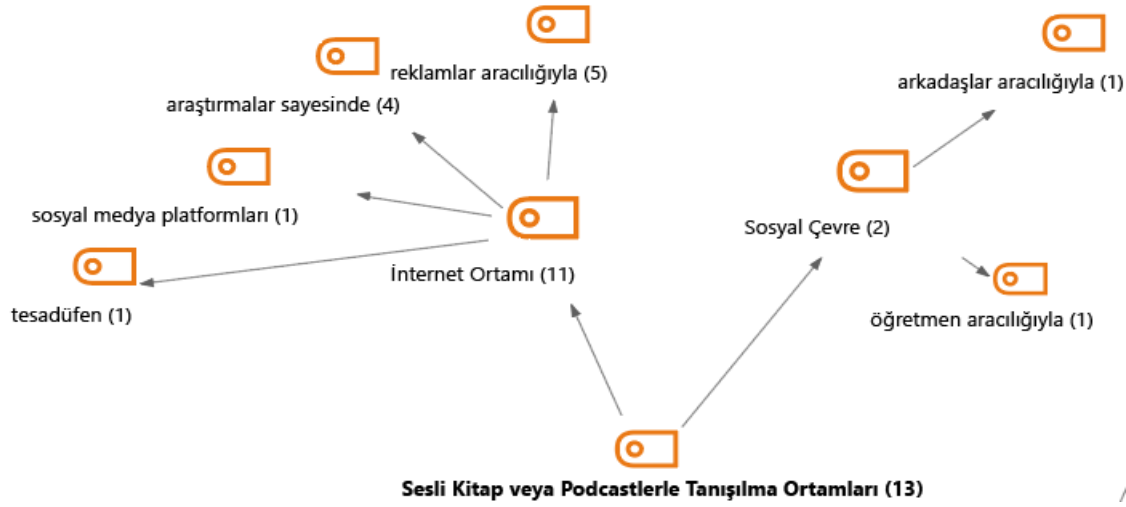 reklamlar aracılığıyla (5)
arkadaşlar aracılığıyla (1)
araştırmalar sayesinde (4)
sosyal medya platformları (1)
Sosyal Çevre (2)
İnternet Ortamı (11)
tesadüfen (1)
öğretmen aracılığıyla (1)
Sesli Kitap veya Podcastlerle Tanışılma Ortamları (13)